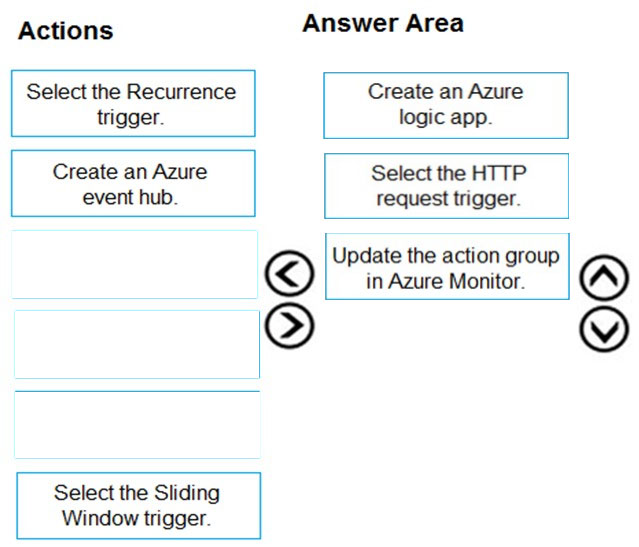 Actions
Answer Area
Select the Recurrence
trigger.
Create an Azure
event hub.
Select the Sliding
Window trigger.
Create an Azure
logic app.
Select the HTTP
request trigger.
Update the action group
in Azure Monitor.